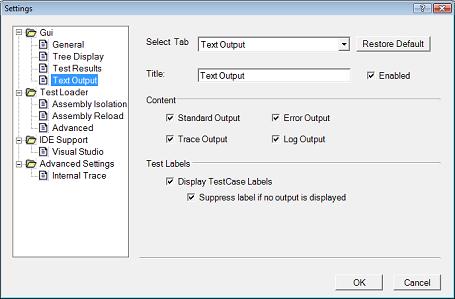 Settings
Gui
General
Tree Display
Test Results
Text Output
Test Loader
Assembly Isolation
Assembly Reload
Advanced
IDE Support
Visual Studio
Advanced Settings
Internal Trace
Select Tab Text Output Restore Default
Title: Text Output Enabled
Content
Standard Output Error Output
Trace Output Log Output
Test Labels
Display TestCase Labels
Suppress label if no output is displayed
OK Cancel